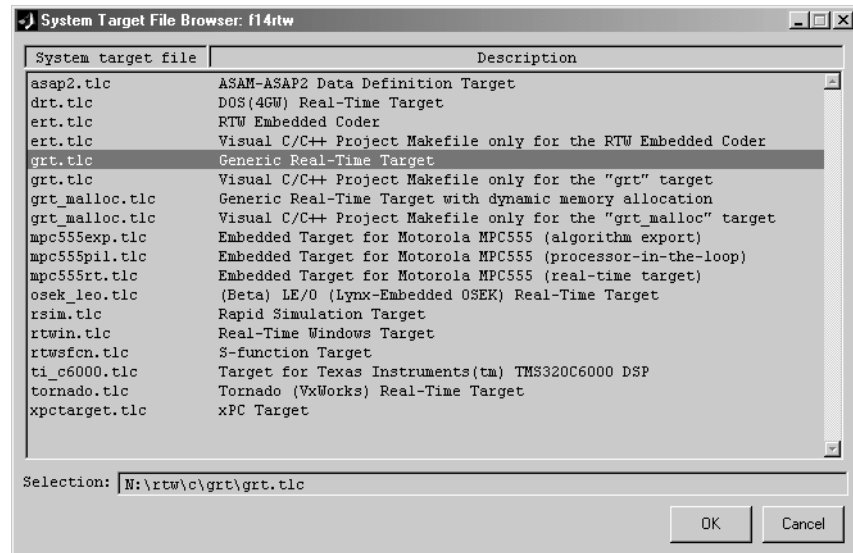 System Target File Browser: f14rtw
System target file Description
asap2.tlc ASAM-ASAP2 Data Definition Target
drt.tlc DOS(4GW) Real-Time Target
ert.tlc RTW Embedded Coder
ert.tlc Visual C/C++ Project Makefile only for the RTW Embedded Coder
grt.tlc Generic Real-Time Target
grt.tlc Visual C/C++ Project Makefile only for the "grt" target
grt_malloc.tlc Generic Real-Time Target with dynamic memory allocation
grt_malloc.tlc Visual C/C++ Project Makefile only for the "grt_malloc" target
mpc555exp.tlc Embedded Target for Motorola MPC555 (algorithm export)
mpc555pil.tlc Embedded Target for Motorola MPC555 (processor-in-the-loop)
mpc555rt.tlc Embedded Target for Motorola MPC555 (real-time target)
osek_leo.tlc (Beta) LE/O (Lynx-Embedded OSEK) Real-Time Target
rsim.tlc Rapid Simulation Target
rtwin.tlc Real-Time Windows Target
rtwsfcn.tlc S-function Target
ti_c6000.tlc Target for Texas Instruments(tm) TMS320C6000 DSP
tornado.tlc Tornado (VxWorks) Real-Time Target
xpctarget.tlc xPC Target
Selection: N:\rtw\c\grt\grt.tlc
OK Cancel